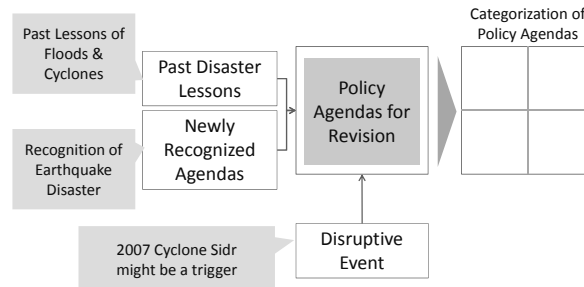 Past Lessons of
Floods &
Cyclones
Past Disaster
Lessons
Recognition of
Earthquake
Disaster
Newly
Recognized
Agendas
Policy
Agendas for
Revision
Categorization of
Policy Agendas
2007 Cyclone Sidr
might be a trigger
Disruptive
Event